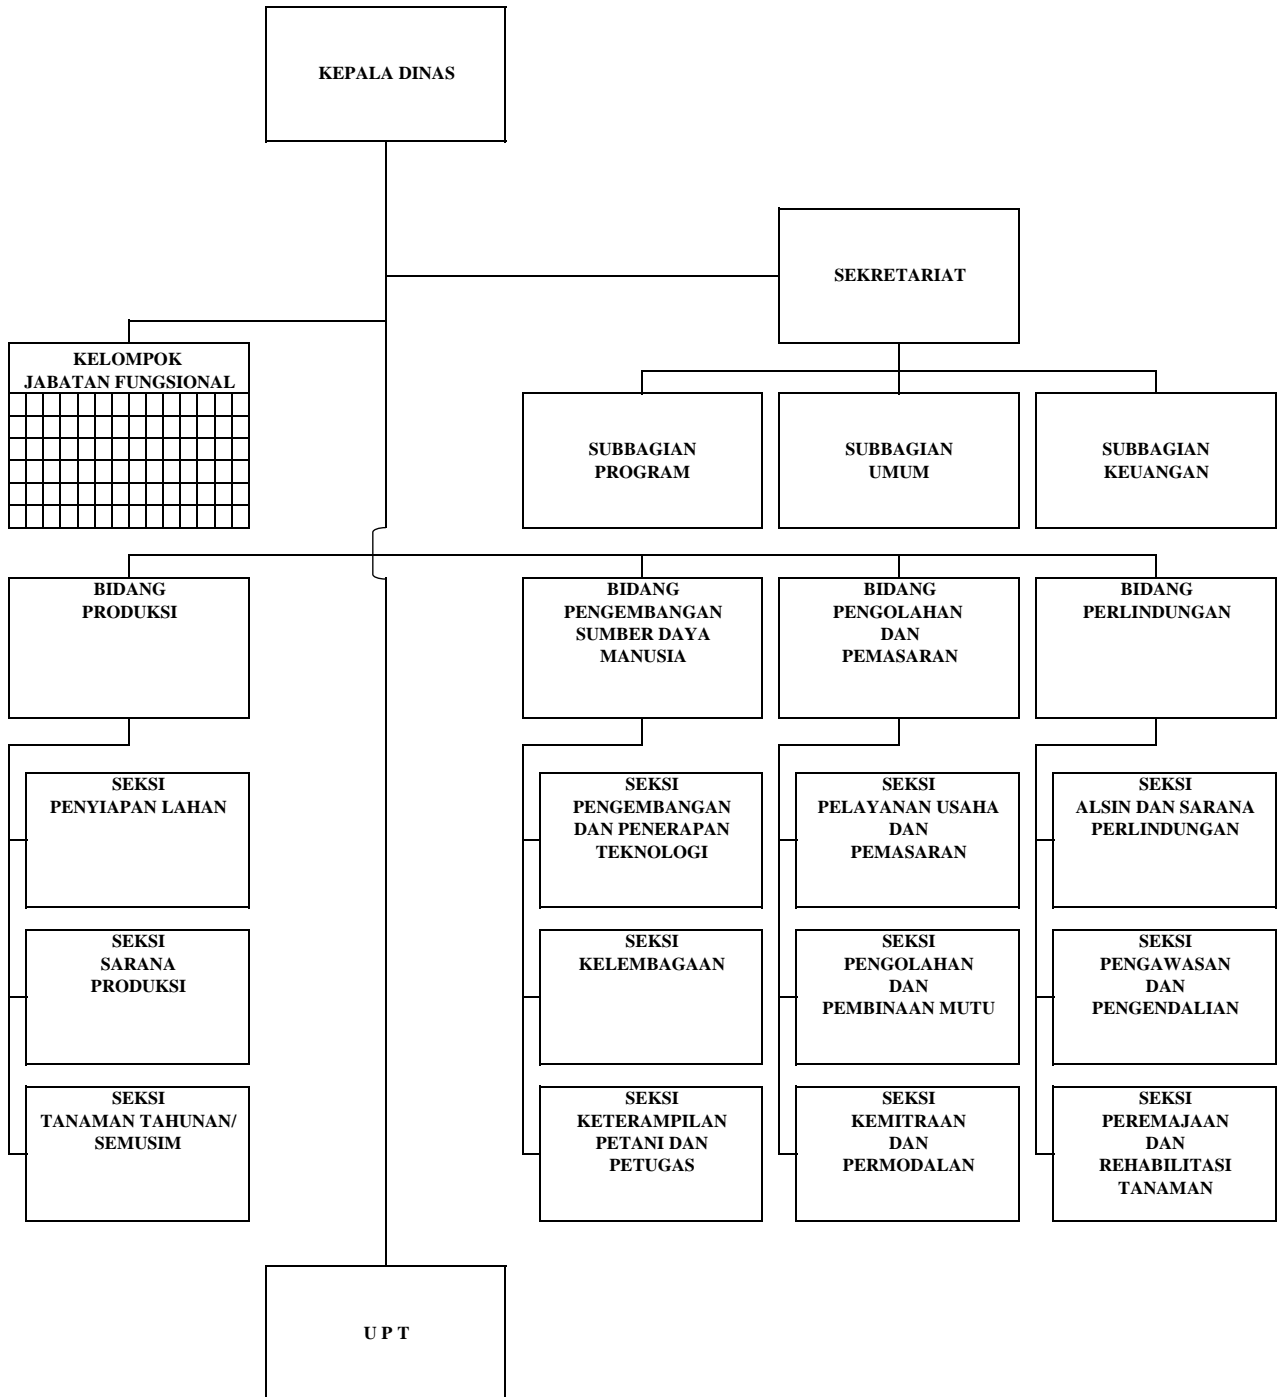 KEPALA DINAS
SEKRETARIAT
KELOMPOK
JABATAN FUNGSIONAL
SUBBAGIAN
PROGRAM
SUBBAGIAN
UMUM
SUBBAGIAN
KEUANGAN
BIDANG
PRODUKSI
BIDANG
PENGEMBANGAN
SUMBER DAYA
MANUSIA
BIDANG
PENGOLAHAN
DAN
PEMASARAN
BIDANG
PERLINDUNGAN
SEKSI
PENYIAPAN LAHAN
SEKSI
PENGEMBANGAN
DAN PENERAPAN
TEKNOLOGI
SEKSI
PELAYANAN USAHA
DAN
PEMASARAN
SEKSI
ALSIN DAN SARANA
PERLINDUNGAN
SEKSI
SARANA
PRODUKSI
SEKSI
KELEMBAGAAN
SEKSI
PENGOLAHAN
DAN
PEMBINAAN MUTU
SEKSI
PENGAWASAN
DAN
PENGENDALIAN
SEKSI
TANAMAN TAHUNAN/
SEMUSIM
SEKSI
KETERAMPILAN
PETANI DAN
PETUGAS
SEKSI
KEMITRAAN
DAN
PERMODALAN
SEKSI
PEREMAJAAN
DAN
REHABILITASI
TANAMAN
U P T